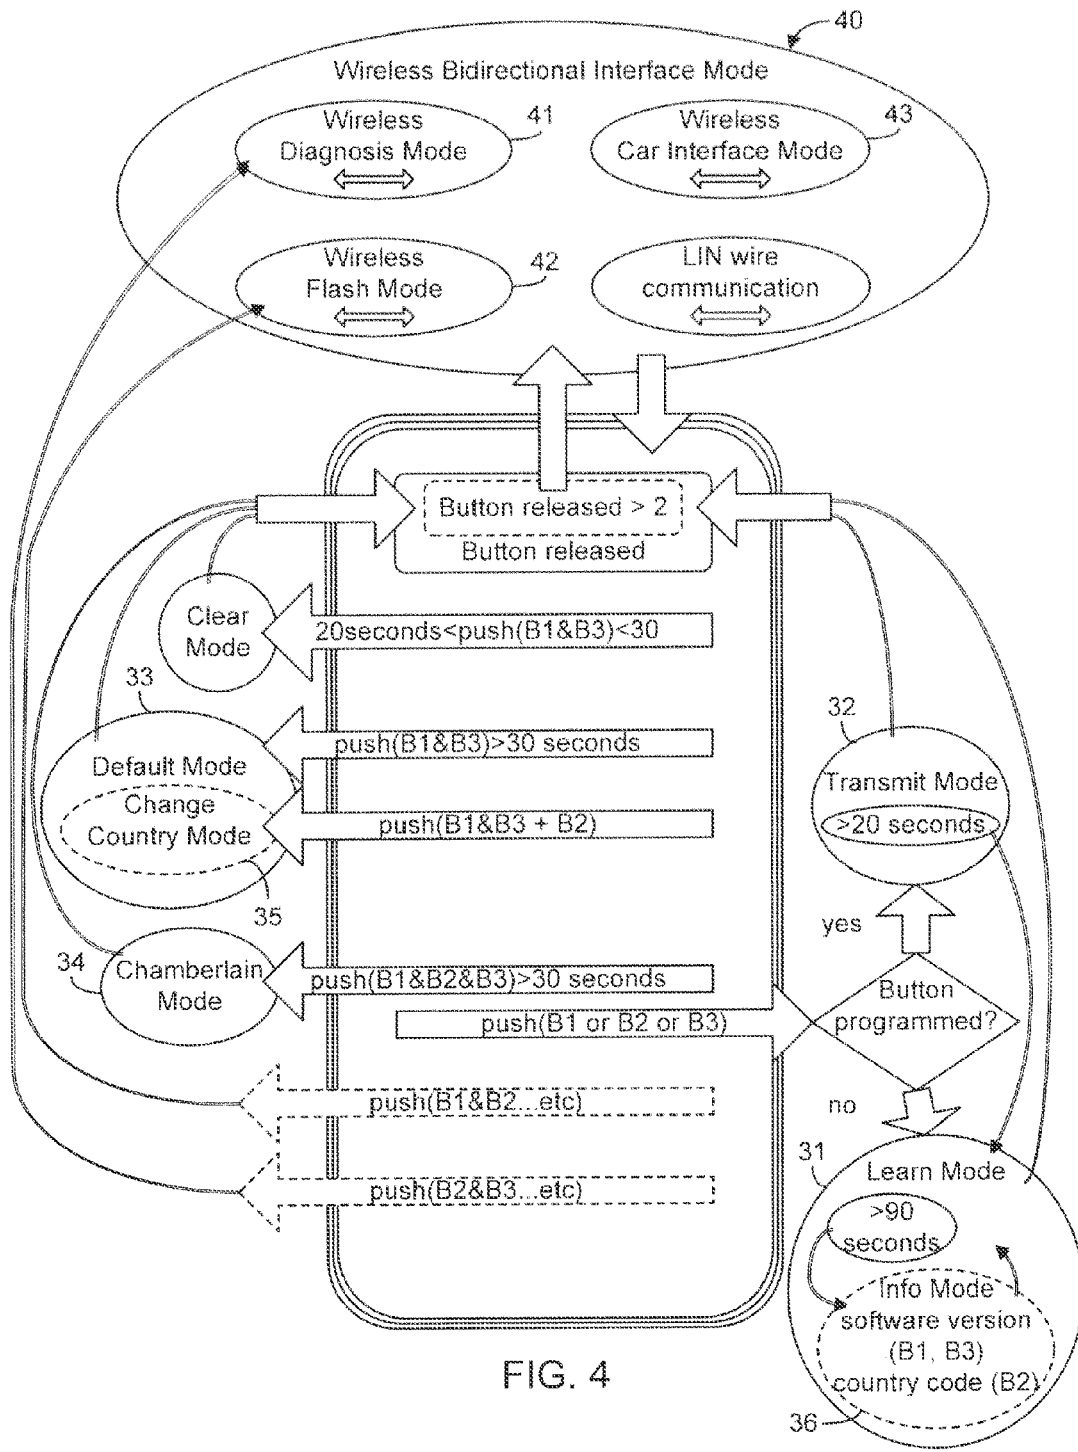 40
Wireless Bidirectional Interface Mode
41
Wireless
Diagnosis Mode
43
Wireless
Car Interface Mode
42
Wireless
Flash Mode
LIN wire
communication
Button released > 2
Button released
Clear
Mode
20seconds<push(B1&B3)<30
33
Default Mode
push(B1&B3)>30 seconds
Change
Country Mode
push(B1&B3 + B2)
35
32
Transmit Mode
>20 seconds
yes
34
Chamberlain
Mode
push(B1&B2&B3)>30 seconds
push(B1 or B2 or B3)
Button
programmed?
no
push(B1&B2...etc)
push(B2&B3...etc)
31
Learn Mode
>90
seconds
Info Mode
software version
(B1, B3)
country code (B2)
36
FIG. 4